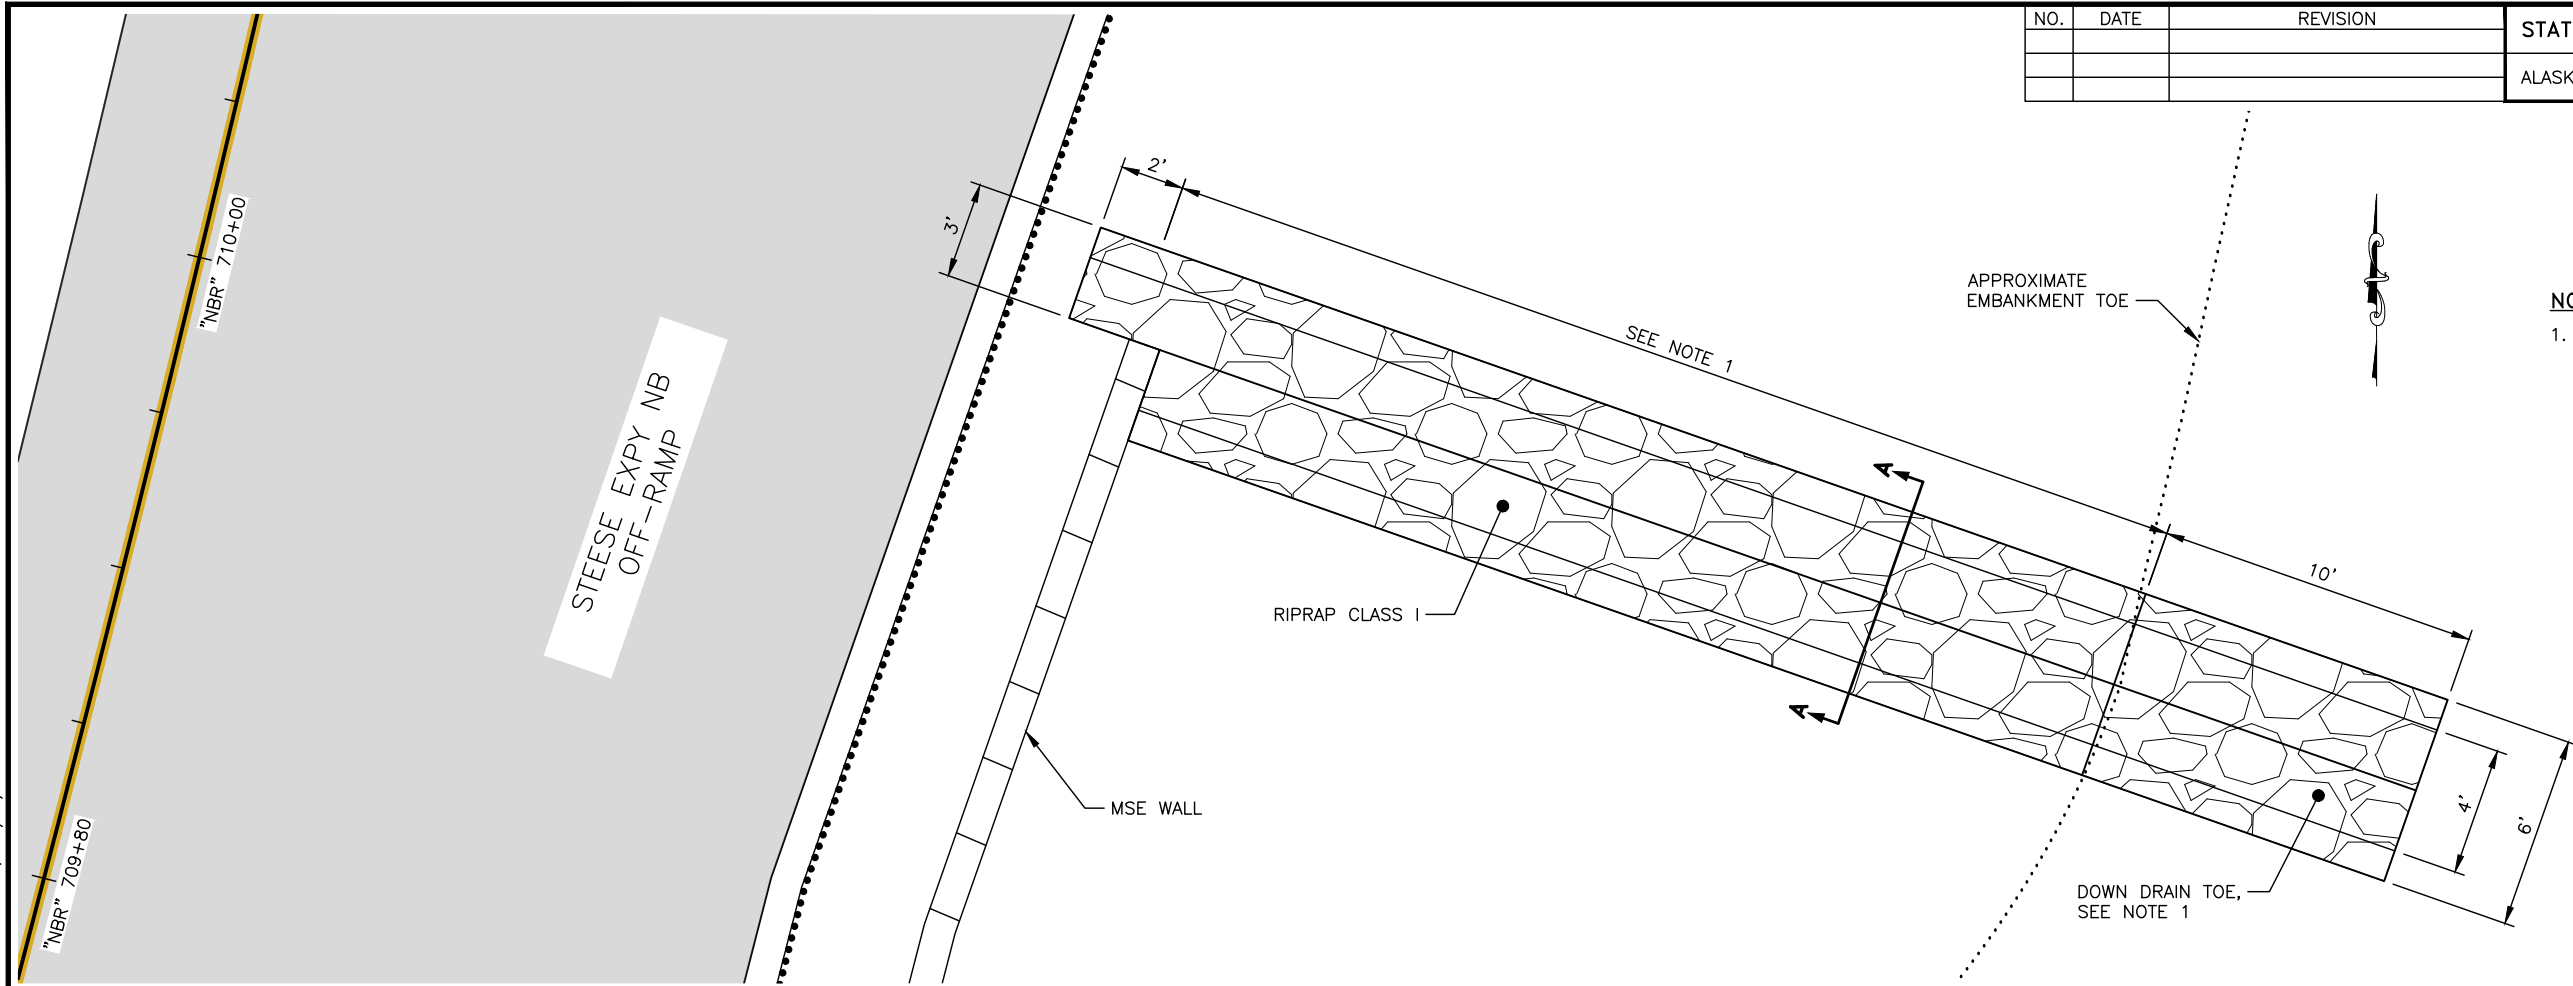 NO. DATE REVISION
STAT
ALASK
2'
3'
"NBR" 710+00
APPROXIMATE
EMBANKMENT TOE
NO
1.
SEE NOTE 1
STEESE EXPY NB
OFF-RAMP
A
10'
RIPRAP CLASS I
A
MSE WALL
4'
6'
"NBR" 709+80
DOWN DRAIN TOE,
SEE NOTE 1